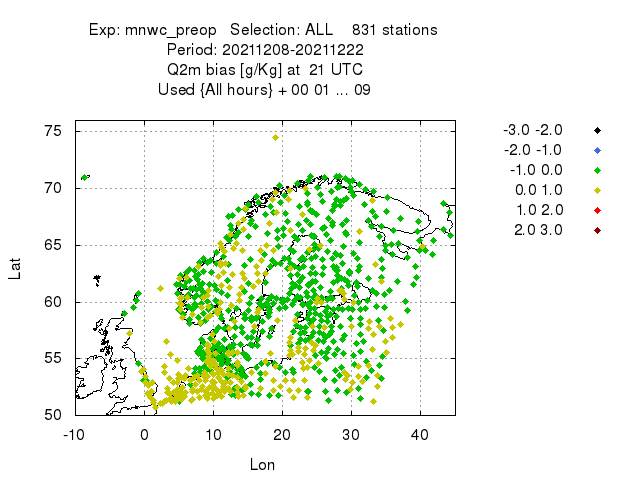 Exp: mnwc_preop   Selection: ALL    831 stations
Period: 20211208-20211222
Q2m bias [g/Kg] at  21 UTC
Used {All hours} + 00 01 ... 09
75
70
65
60
55
50
-10 0 10 20 30 40
Lat
Lon
-3.0 -2.0
-2.0 -1.0
-1.0 0.0
0.0 1.0
1.0 2.0
2.0 3.0